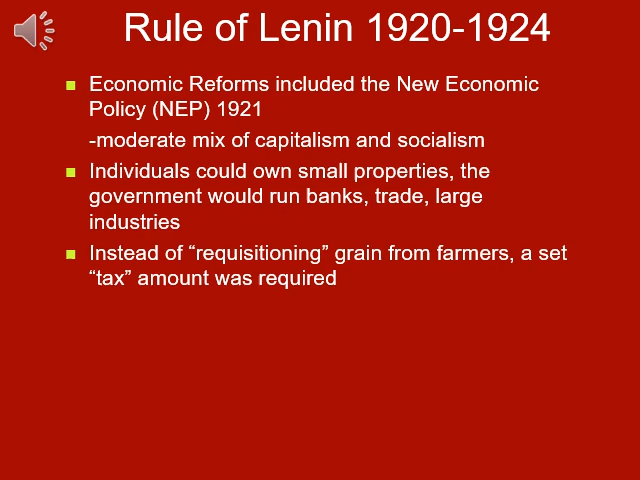 Rule of Lenin 1920-1924
Economic Reforms included the New Economic
Policy (NEP) 1921
-moderate mix of capitalism and socialism
Individuals could own small properties, the
government would run banks, trade, large
industries
Instead of “requisitioning” grain from farmers, a set
“tax” amount was required